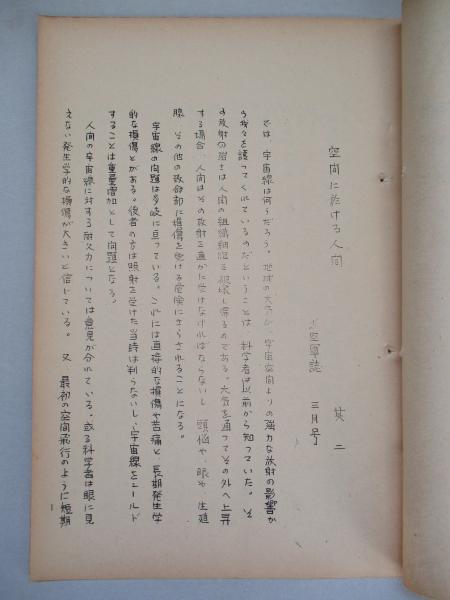 空間に於ける人間
其二
空軍誌 三月号
では、宇宙線は何うだろう。地球の大気が、宇宙空間よりの強力な放射の影響か
ら我々を護ってくれているのだということは、科学者は以前から知っていた。そ
の放射の或るものは人間の組織細胞を破壊し得るのである。大気を通ってその外へ上昇
する場合、人間はその放射を直かに受けなければならないし 頭脳や、眼や 生殖
腺、その他の致命部に損傷を受ける危険にさらされることになる。
宇宙線の問題は多岐に亘っている。これには直接的な損傷や苦痛と、長期発生学
的な損傷とがある。後者の方は照射を受けた当時は判らないし、宇宙線をシールド
することは重量増加として問題となる。
人間の宇宙線に対する耐久力については意見が分れている。或る科学者は眼に見
えない発生学的な損傷が大きいと信じている。 又 最初の空間飛行のように短期